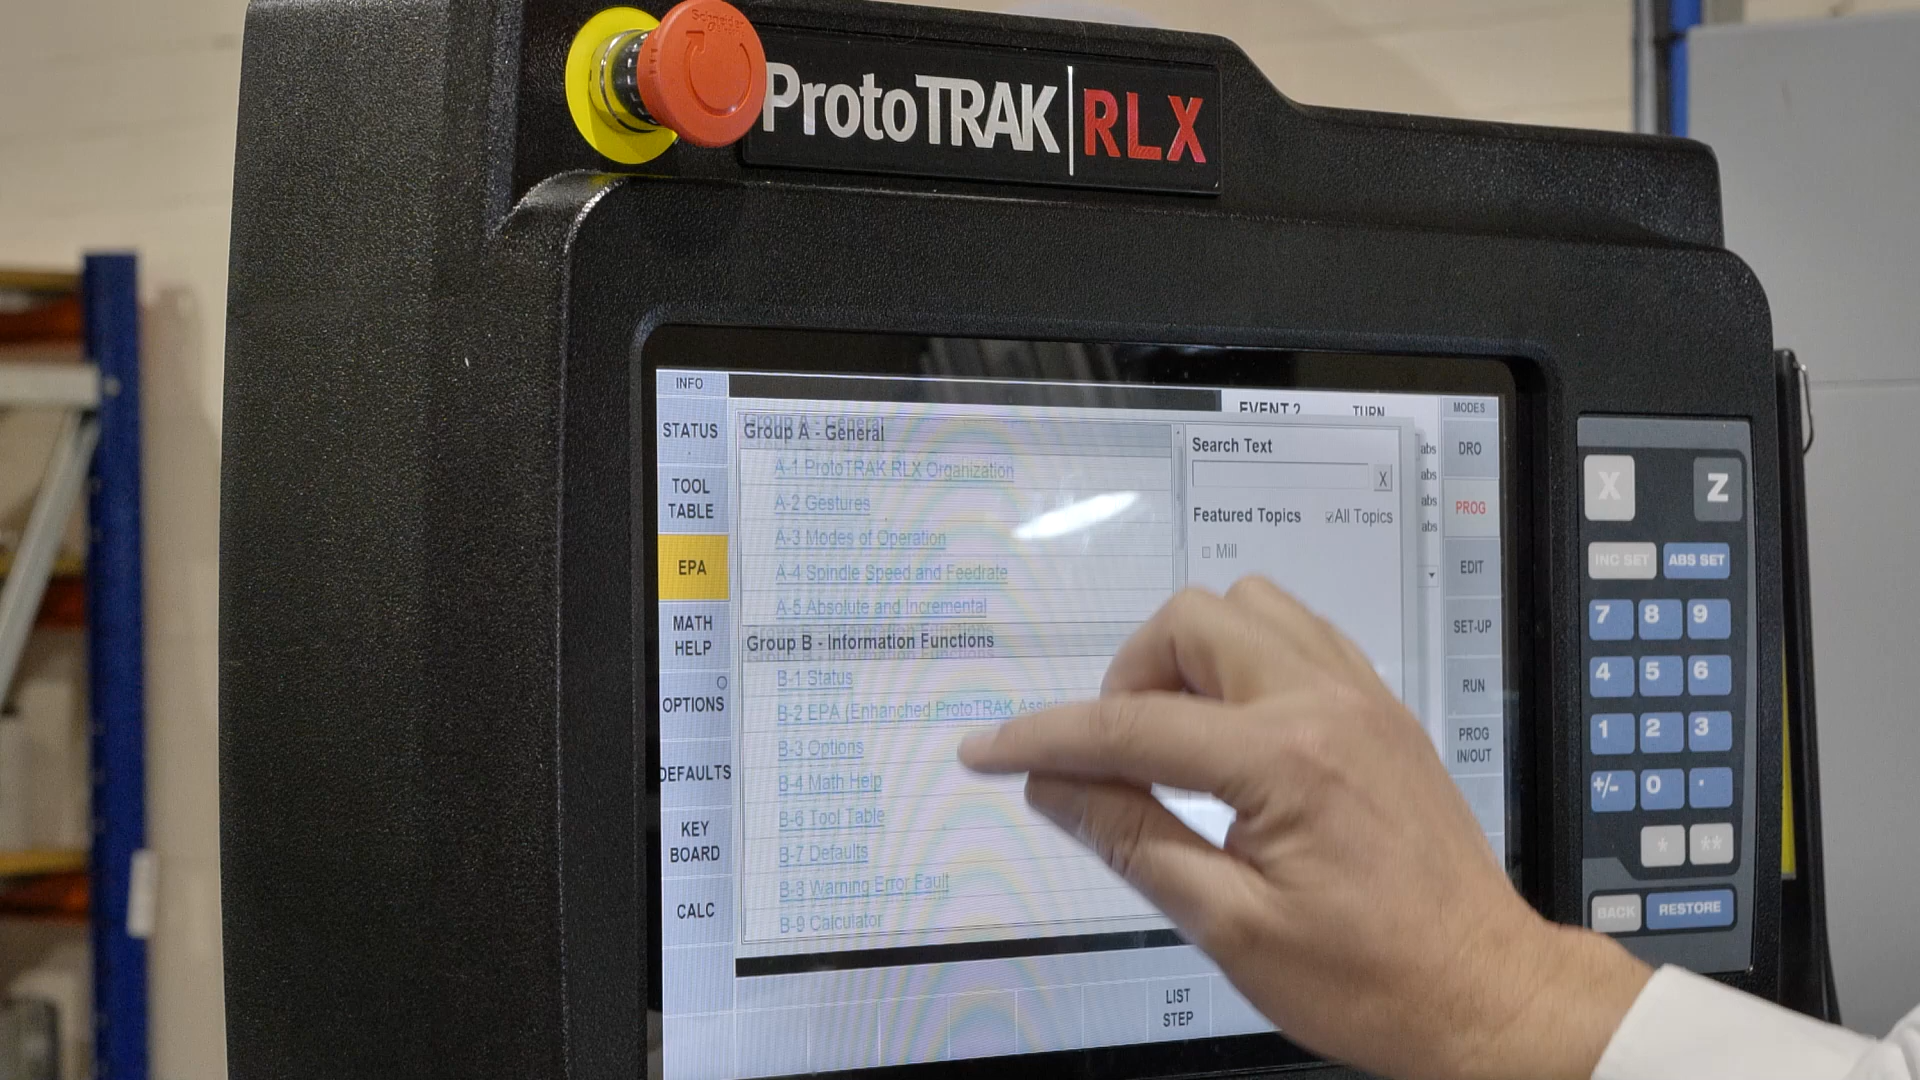 ProtoTRAK RLX
INFO
STATUS
TOOL
TABLE
EPA
MATH
HELP
OPTIONS
DEFAULTS
KEY
BOARD
CALC
EVENT 2 TURN
Group A - General
A-1 ProtoTRAK RLX Organization
A-2 Gestures
A-3 Modes of Operation
A-4 Spindle Speed and Feedrate
A-5 Absolute and Incremental
Group B - Information Functions
B-1 Status
B-2 EPA (Enhanched ProtoTRAK
B-3 Options
B-4 Math Help
B-6 Tool Table
B-7 Defaults
B-8 Warning Error Fault
B-9 Calculator
Search Text
X
Featured Topics All Topics
Mill
abs
abs
abs
abs
LIST
STEP
MODES
DRO
PROG
EDIT
SET-UP
RUN
PROG
IN/OUT
X Z
INC SET ABS SET
7 8 9
4 5 6
1 2 3
+/- 0 .
* **
BACK RESTORE